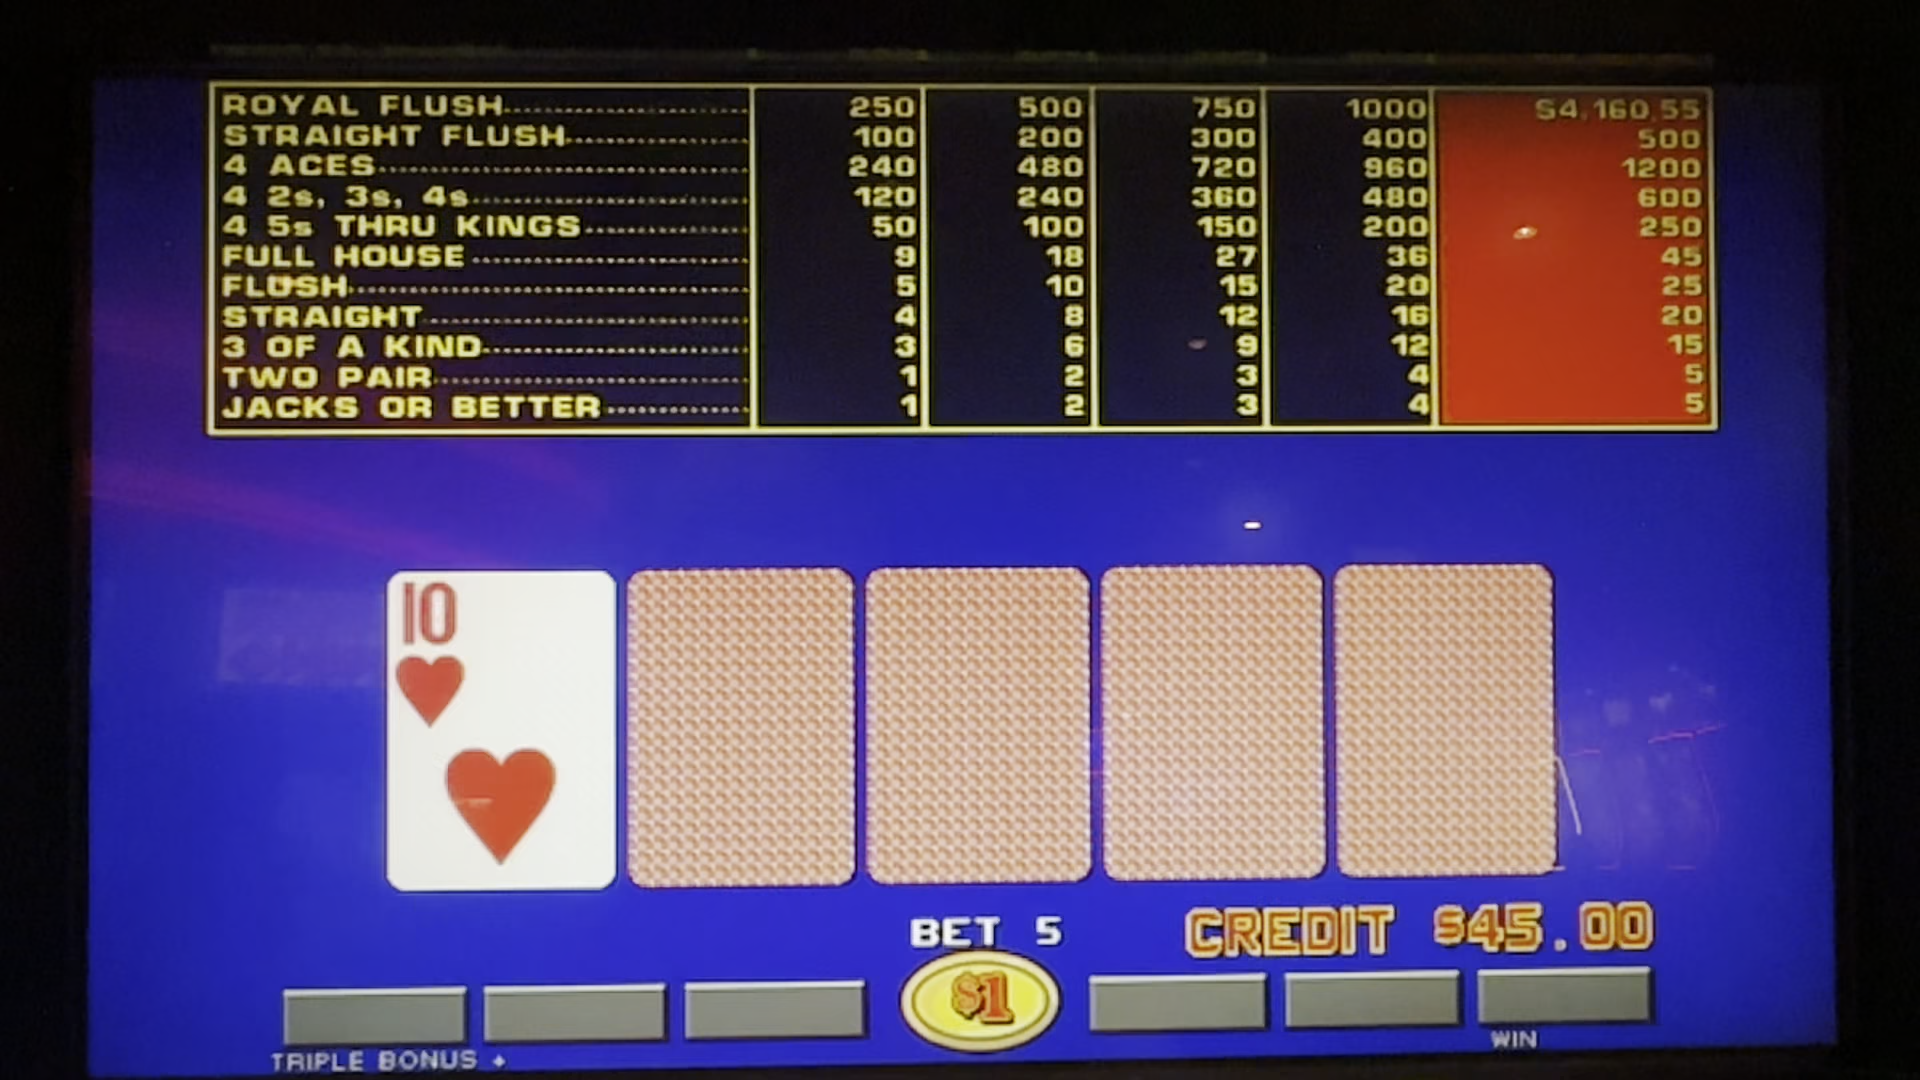 ROYAL FLUSH 250 500 750 1000 $4,160.55
STRAIGHT FLUSH 100 200 300 400 500
4 ACES 240 480 720 960 1200
4 2s, 3s, 4s 120 240 360 480 600
4 5s THRU KINGS 50 100 150 200 250
FULL HOUSE 9 18 27 36 45
FLUSH 5 10 15 20 25
STRAIGHT 4 8 12 16 20
3 OF A KIND 3 6 9 12 15
TWO PAIR 1 2 3 4 5
JACKS OR BETTER 1 2 3 4 5
10
BET 5 CREDIT $45.00
$1
WIN
TRIPLE BONUS +